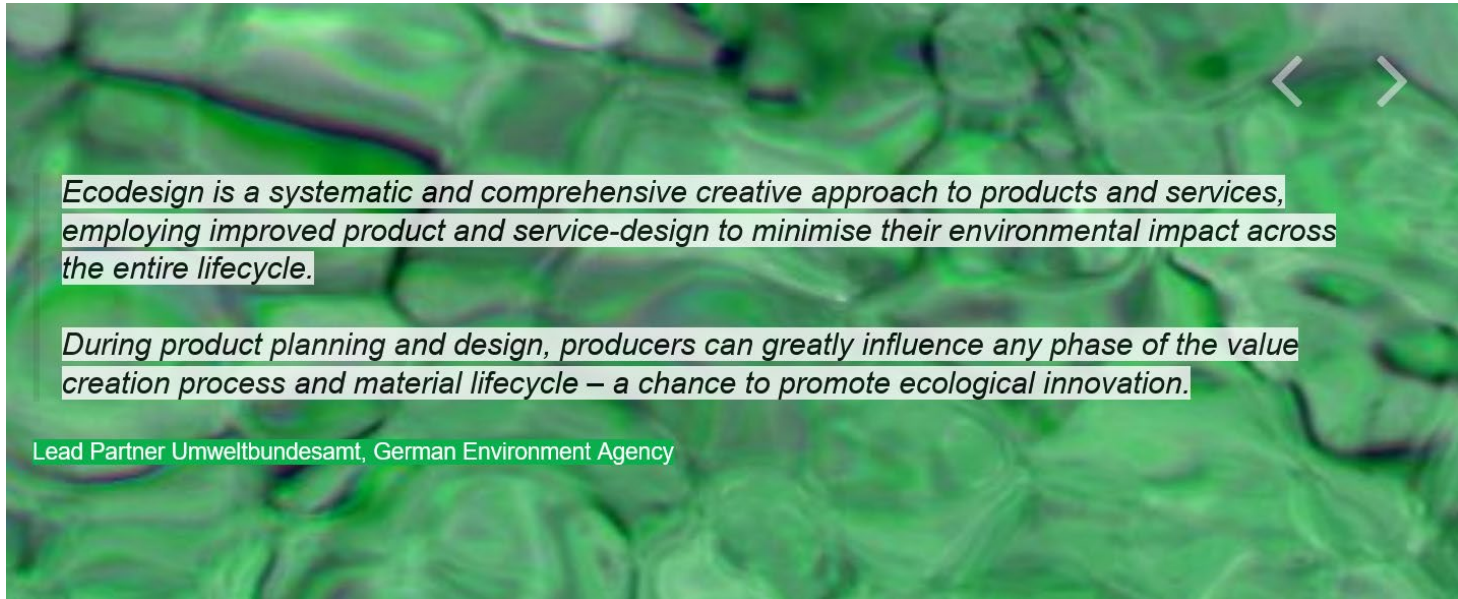 Ecodesign is a systematic and comprehensive creative approach to products and services,
employing improved product and service-design to minimise their environmental impact across
the entire lifecycle.
During product planning and design, producers can greatly influence any phase of the value
creation process and material lifecycle – a chance to promote ecological innovation.
Lead Partner Umweltbundesamt, German Environment Agency